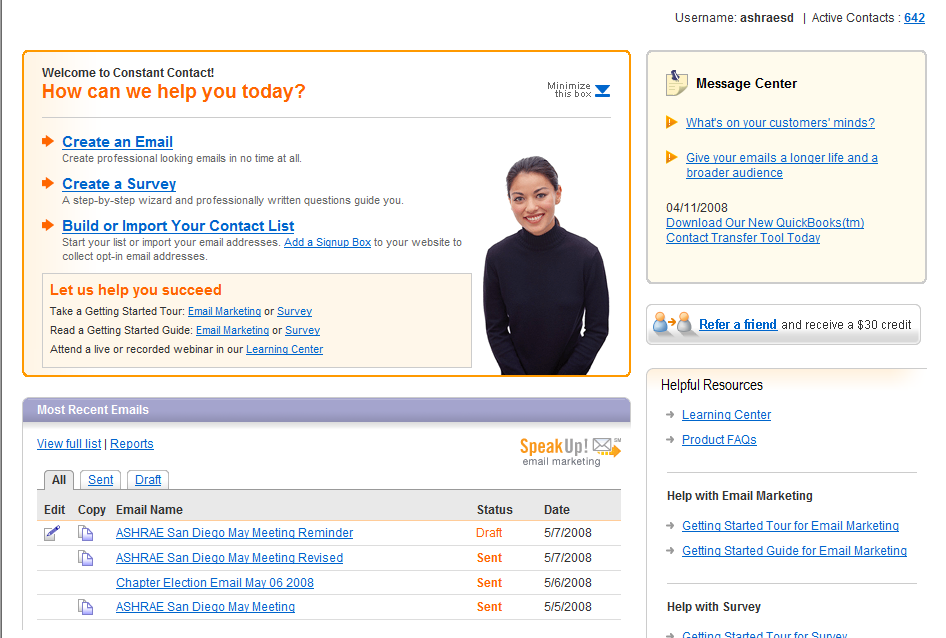 Username: ashraesd | Active Contacts : 642
Welcome to Constant Contact!
How can we help you today?
Minimize
this box
Create an Email
Create professional looking emails in no time at all.
Create a Survey
A step-by-step wizard and professionally written questions guide you.
Build or Import Your Contact List
Start your list or import your email addresses. Add a Signup Box to your website to
collect opt-in email addresses.
Let us help you succeed
Take a Getting Started Tour: Email Marketing or Survey
Read a Getting Started Guide: Email Marketing or Survey
Attend a live or recorded webinar in our Learning Center
Message Center
What's on your customers' minds?
Give your emails a longer life and a
broader audience
04/11/2008
Download Our New QuickBooks(tm)
Contact Transfer Tool Today
Refer a friend and receive a $30 credit
Most Recent Emails
View full list | Reports
SpeakUp! SM
email marketing
All Sent Draft
Edit Copy Email Name Status Date
ASHRAE San Diego May Meeting Reminder Draft 5/7/2008
ASHRAE San Diego May Meeting Revised Sent 5/7/2008
Chapter Election Email May 06 2008 Sent 5/6/2008
ASHRAE San Diego May Meeting Sent 5/5/2008
Helpful Resources
Learning Center
Product FAQs
Help with Email Marketing
Getting Started Tour for Email Marketing
Getting Started Guide for Email Marketing
Help with Survey
Getting Started Tour for Survey